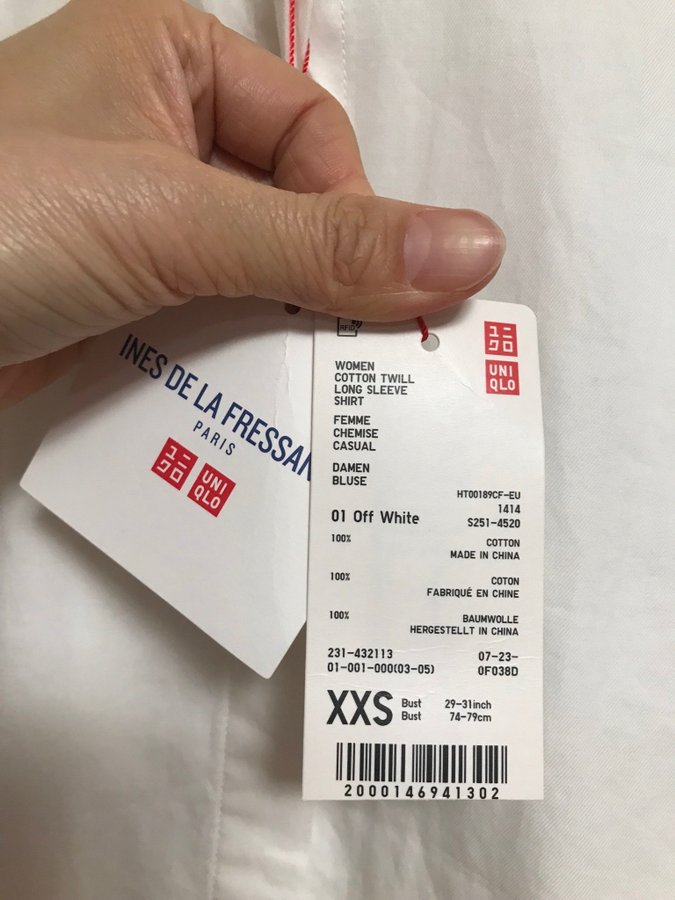 INES DE LA FRESSAN
PARIS
ユニ
クロ
UNI
QLO
RFID
ユニ
クロ
UNI
QLO
WOMEN
COTTON TWILL
LONG SLEEVE
SHIRT
FEMME
CHEMISE
CASUAL
DAMEN
BLUSE
HT00189CF-EU
1414
01 Off White S251-4520
100% COTTON
MADE IN CHINA
100% COTON
FABRIQUÉ EN CHINE
100% BAUMWOLLE
HERGESTELLT IN CHINA
231-432113 07-23-
01-001-000(03-05) 0F038D
XXS Bust 29-31inch
Bust 74-79cm
2000146941302